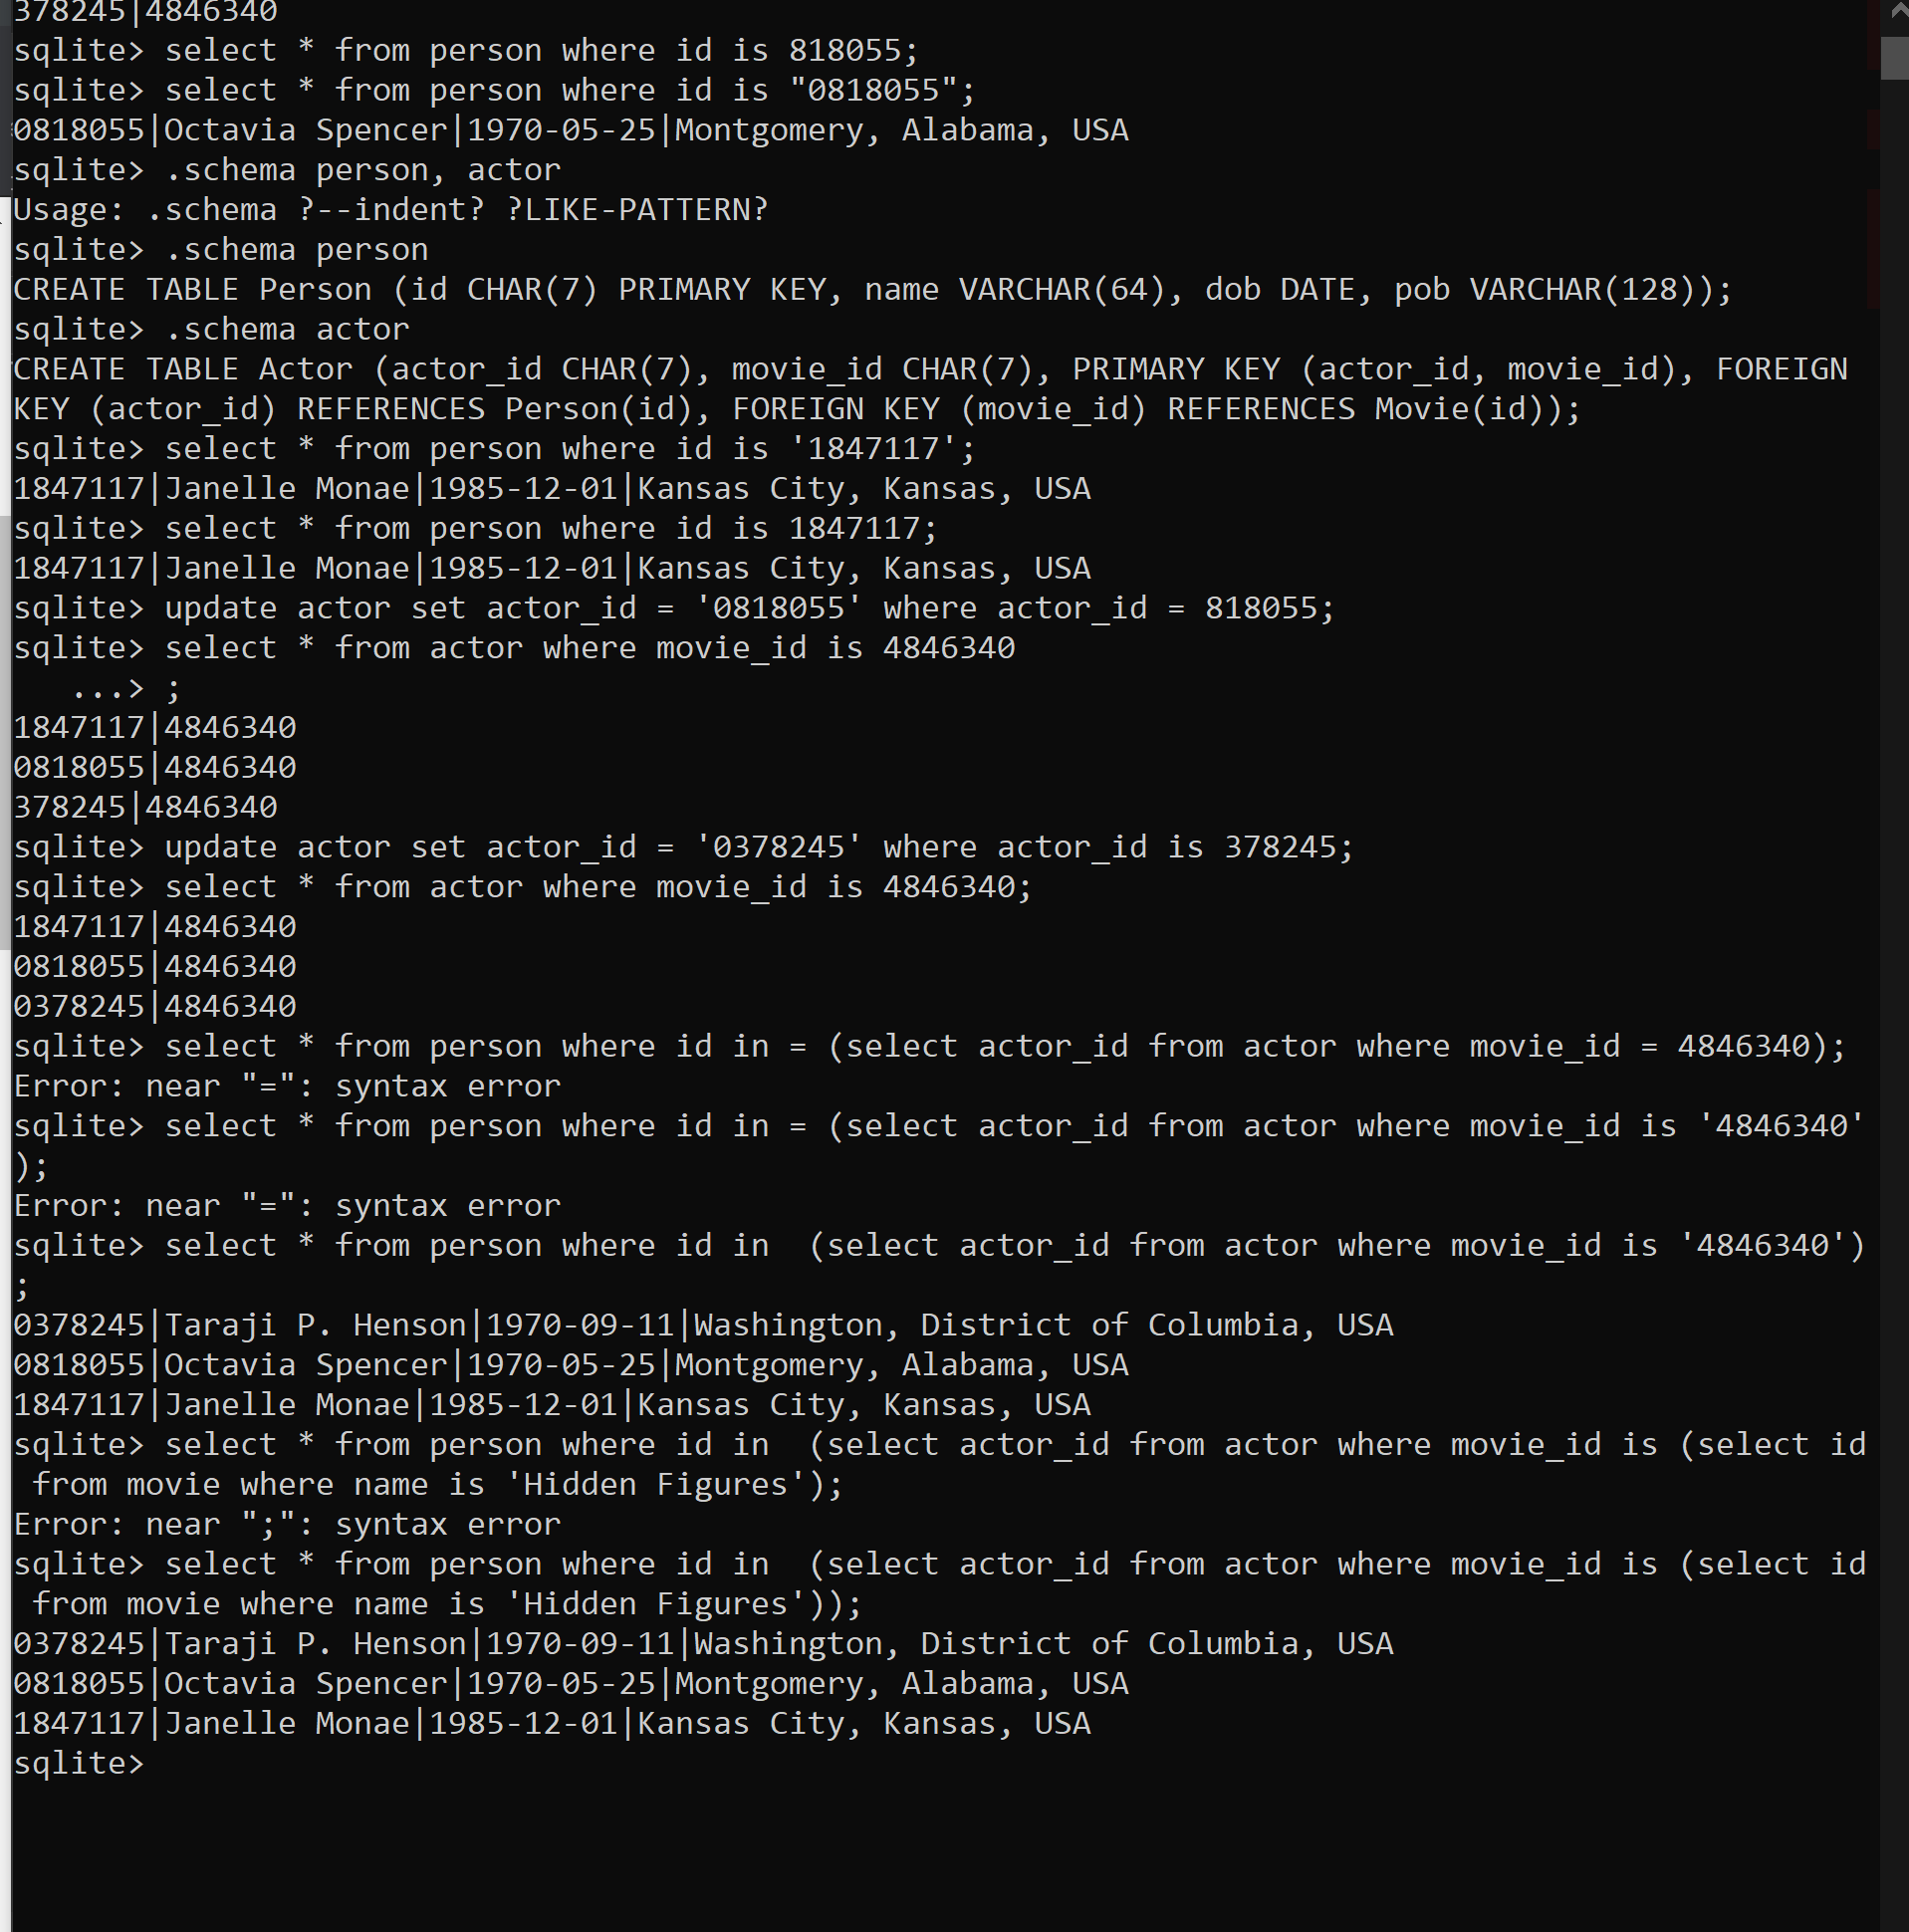 378245|4846340
sqlite> select * from person where id is 818055;
sqlite> select * from person where id is "0818055";
0818055|Octavia Spencer|1970-05-25|Montgomery, Alabama, USA
sqlite> .schema person, actor
Usage: .schema ?--indent? ?LIKE-PATTERN?
sqlite> .schema person
CREATE TABLE Person (id CHAR(7) PRIMARY KEY, name VARCHAR(64), dob DATE, pob VARCHAR(128));
sqlite> .schema actor
CREATE TABLE Actor (actor_id CHAR(7), movie_id CHAR(7), PRIMARY KEY (actor_id, movie_id), FOREIGN
KEY (actor_id) REFERENCES Person(id), FOREIGN KEY (movie_id) REFERENCES Movie(id));
sqlite> select * from person where id is '1847117';
1847117|Janelle Monae|1985-12-01|Kansas City, Kansas, USA
sqlite> select * from person where id is 1847117;
1847117|Janelle Monae|1985-12-01|Kansas City, Kansas, USA
sqlite> update actor set actor_id = '0818055' where actor_id = 818055;
sqlite> select * from actor where movie_id is 4846340
   ...> ;
1847117|4846340
0818055|4846340
378245|4846340
sqlite> update actor set actor_id = '0378245' where actor_id is 378245;
sqlite> select * from actor where movie_id is 4846340;
1847117|4846340
0818055|4846340
0378245|4846340
sqlite> select * from person where id in = (select actor_id from actor where movie_id = 4846340);
Error: near "=": syntax error
sqlite> select * from person where id in = (select actor_id from actor where movie_id is '4846340'
);
Error: near "=": syntax error
sqlite> select * from person where id in  (select actor_id from actor where movie_id is '4846340')
;
0378245|Taraji P. Henson|1970-09-11|Washington, District of Columbia, USA
0818055|Octavia Spencer|1970-05-25|Montgomery, Alabama, USA
1847117|Janelle Monae|1985-12-01|Kansas City, Kansas, USA
sqlite> select * from person where id in  (select actor_id from actor where movie_id is (select id
 from movie where name is 'Hidden Figures');
Error: near ";": syntax error
sqlite> select * from person where id in  (select actor_id from actor where movie_id is (select id
 from movie where name is 'Hidden Figures'));
0378245|Taraji P. Henson|1970-09-11|Washington, District of Columbia, USA
0818055|Octavia Spencer|1970-05-25|Montgomery, Alabama, USA
1847117|Janelle Monae|1985-12-01|Kansas City, Kansas, USA
sqlite>